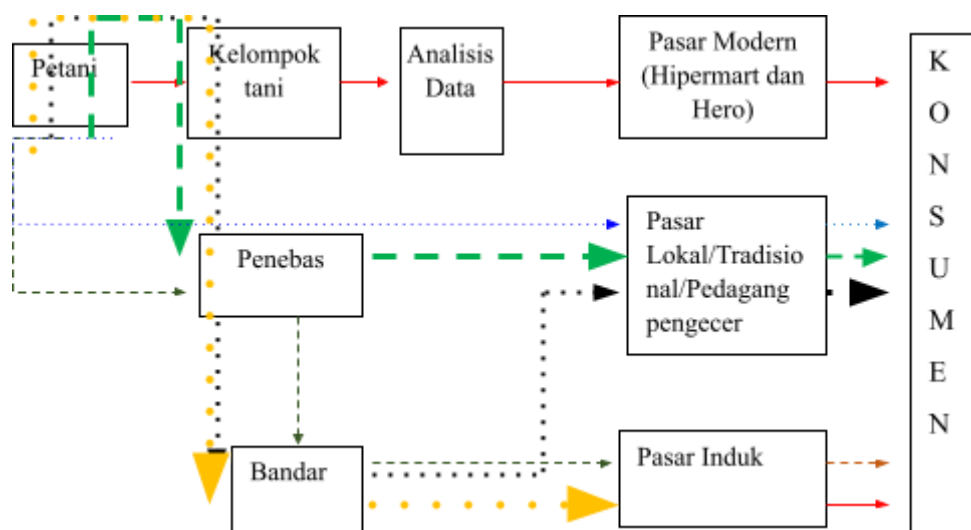 Petani
Kelompok
tani
Analisis
Data
Pasar Modern
(Hipermart dan
Hero)
Penebas
Pasar
Lokal/Tradisio
nal/Pedagang
pengecer
Bandar
Pasar Induk
K
O
N
S
U
M
E
N